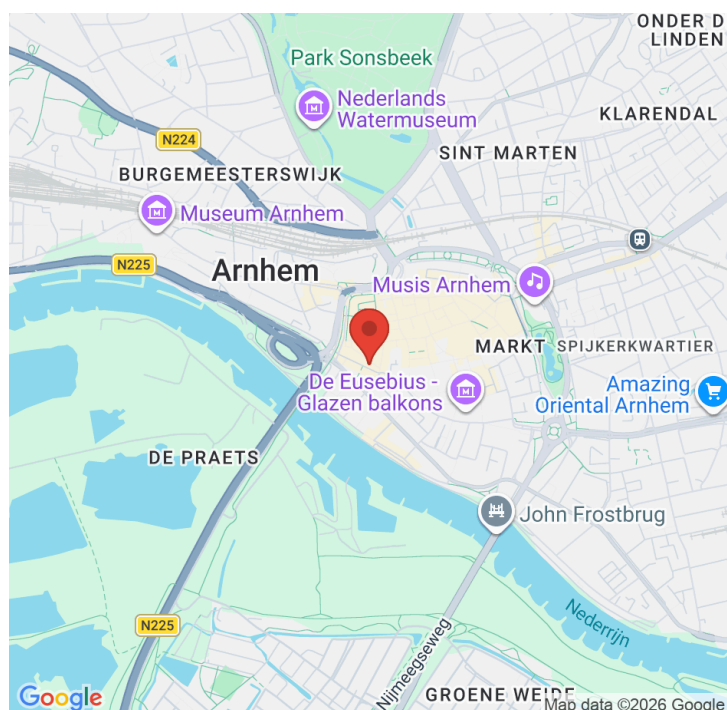 ONDER D
LINDEN
Park Sonsbeek
Nederlands
Watermuseum
KLARENDAL
N224
SINT MARTEN
BURGEMEESTERSWIJK
Museum Arnhem
N225
Arnhem
Musis Arnhem
MARKT
SPIJKERKWARTIER
De Eusebius -
Glazen balkons
Amazing
Oriental Arnhem
DE PRAETS
John Frostbrug
Nederrijn
N225
Nijmeegseweg
GROENE WEIDE
Google
Map data ©2026 Google